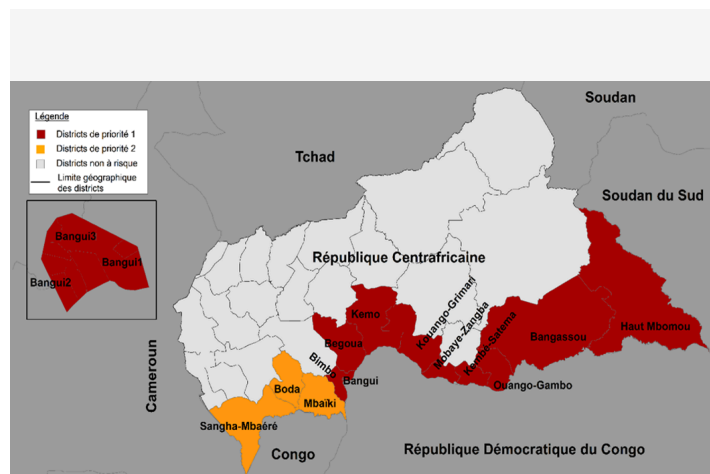 Soudan
Légende
Districts de priorité 1
Districts de priorité 2
Districts non à risque
Limite géographique
des districts
Tchad
Soudan du Sud
Bangui3
Bangui1
Bangui2
République Centrafricaine
Kouango-Grimari
Mobaye-Zangba
Kembé-Satema
Kemo
Haut Mbomou
Bangassou
Begoua
Bimbo
Bangui
Ouango-Gambo
Cameroun
Boda
Mbaïki
Sangha-Mbaéré
Congo
République Démocratique du Congo